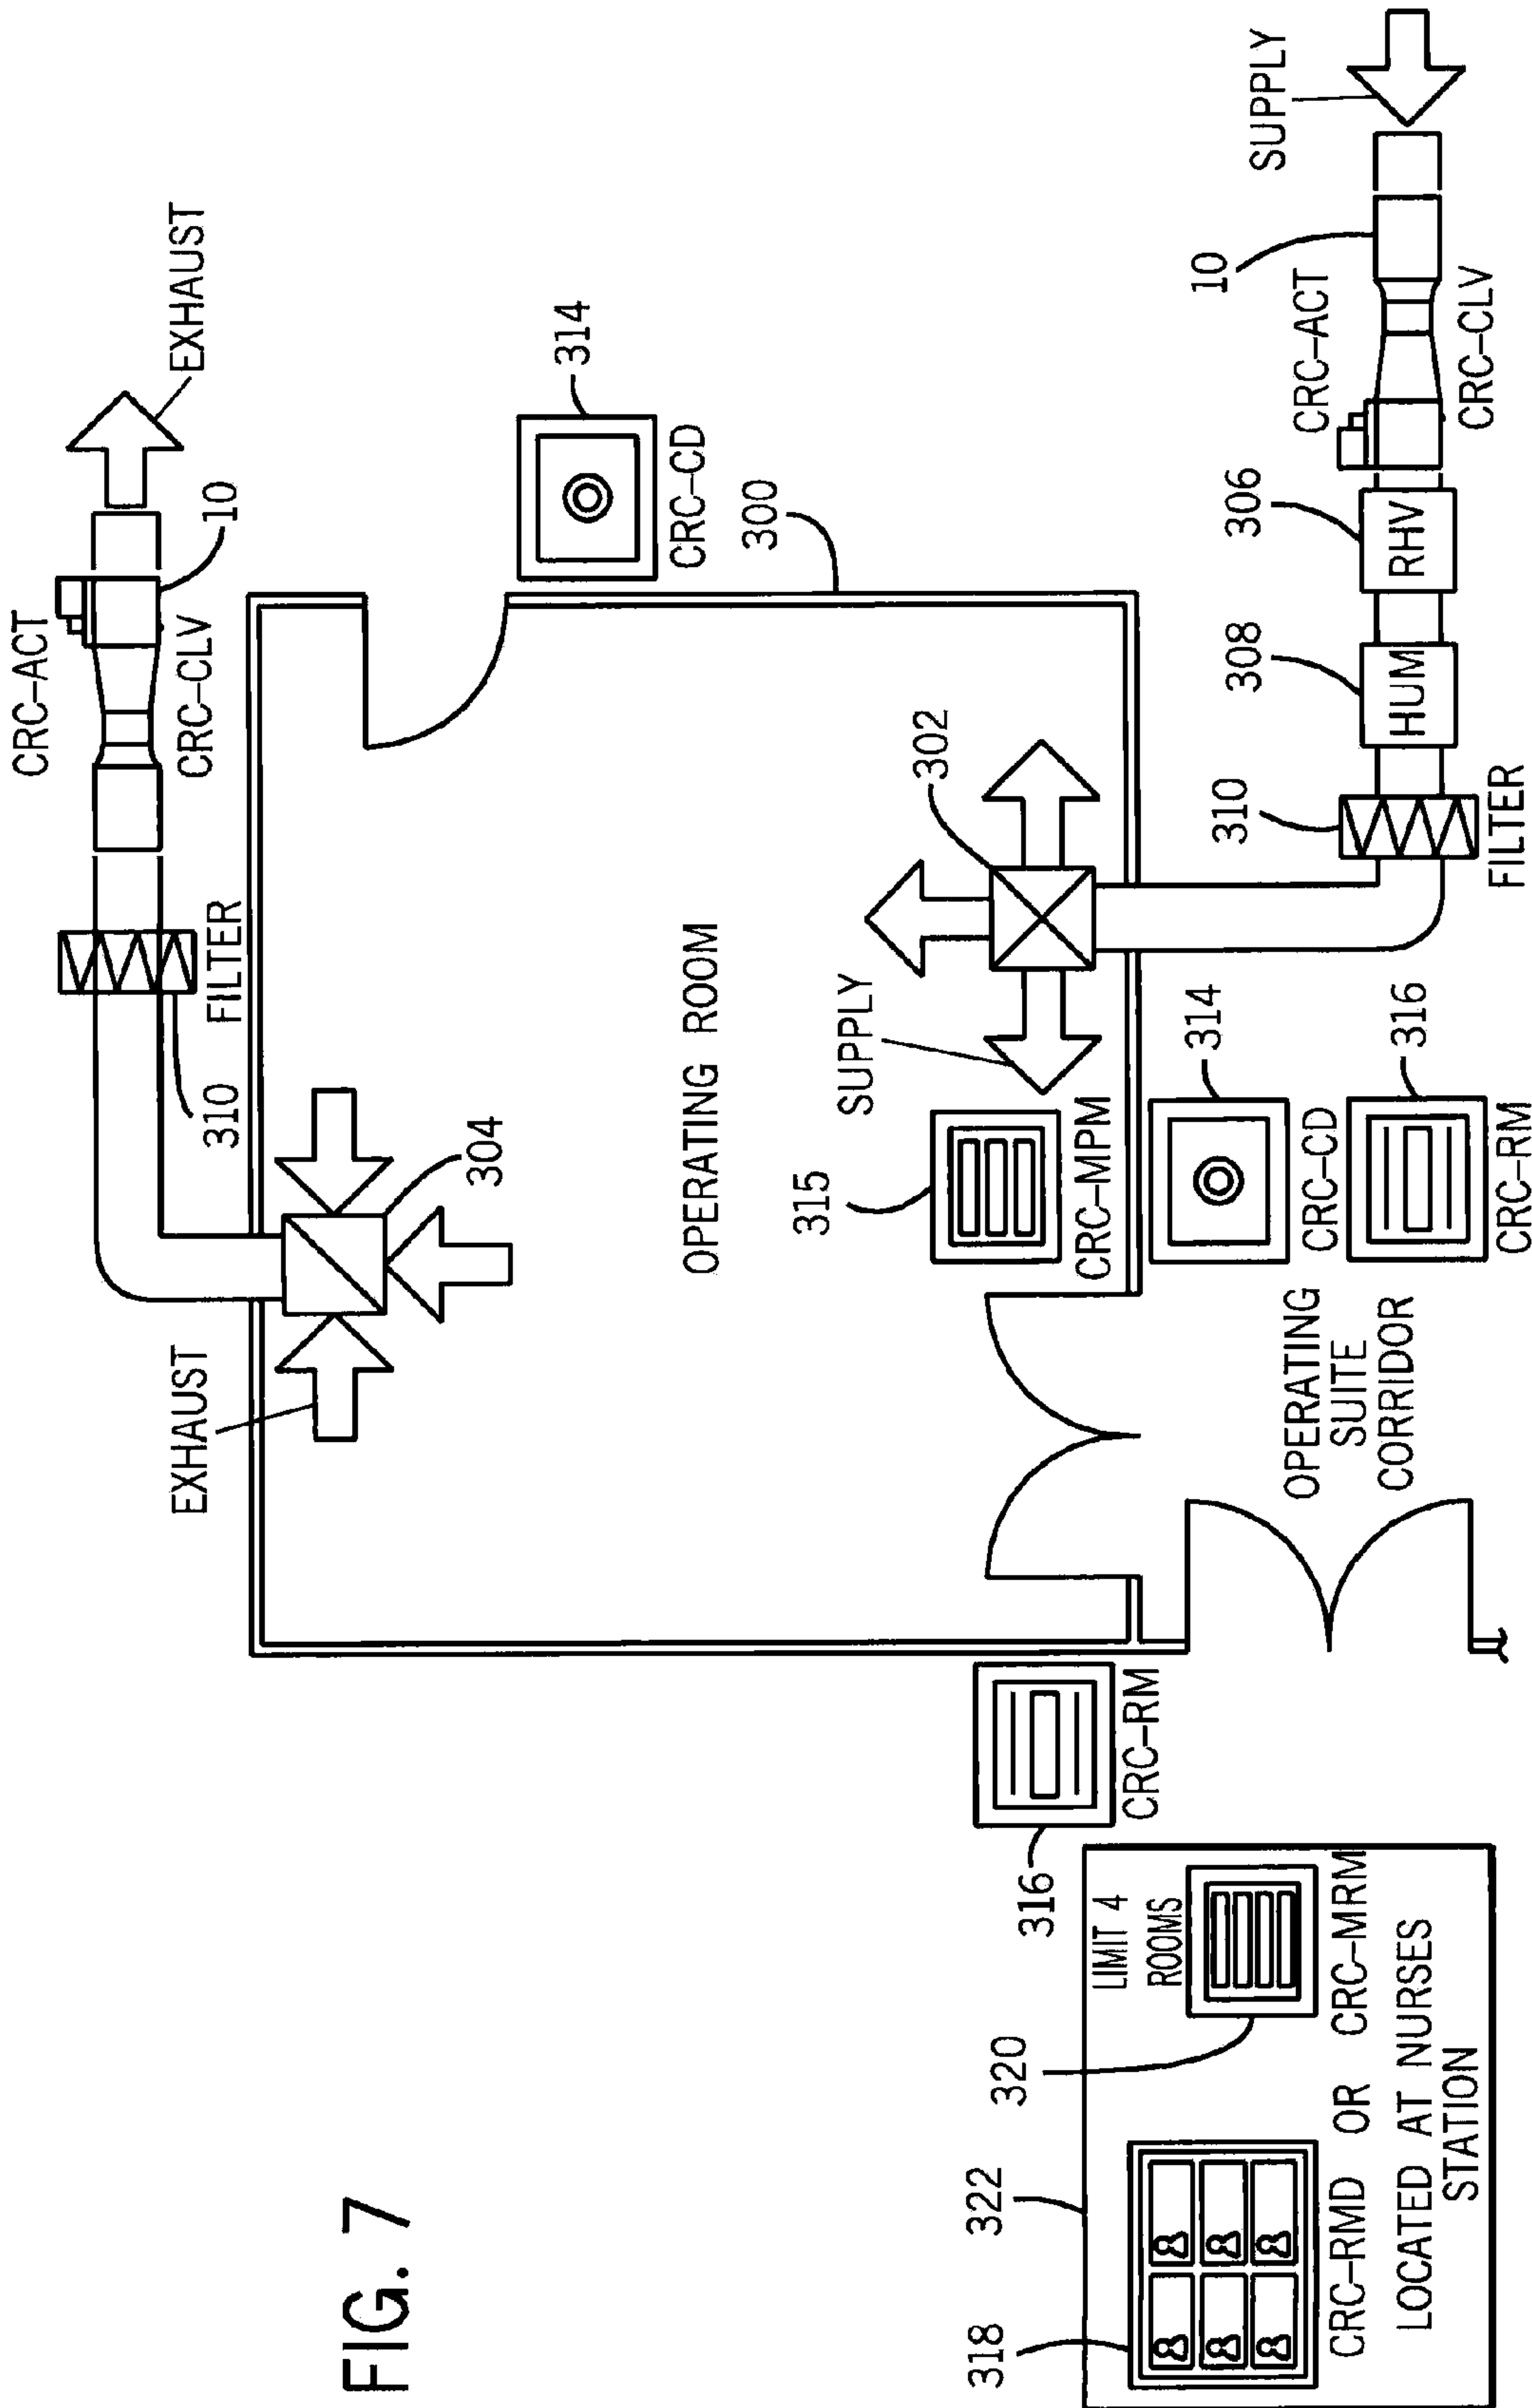 FIG. 7
CRC-ACT
CRC-CLV
10
EXHAUST
FILTER
310
EXHAUST
304
314
CRC-CD
300
OPERATING ROOM
302
SUPPLY
315
CRC-MPM
314
CRC-CD
316
CRC-RM
OPERATING
SUITE
CORRIDOR
SUPPLY
10
CRC-ACT
CRC-CLV
306
RHV
308
HUM
310
FILTER
316
CRC-RM
322
318
320
LIMIT 4
ROOMS
CRC-RMD OR CRC-MRM
LOCATED AT NURSES
STATION